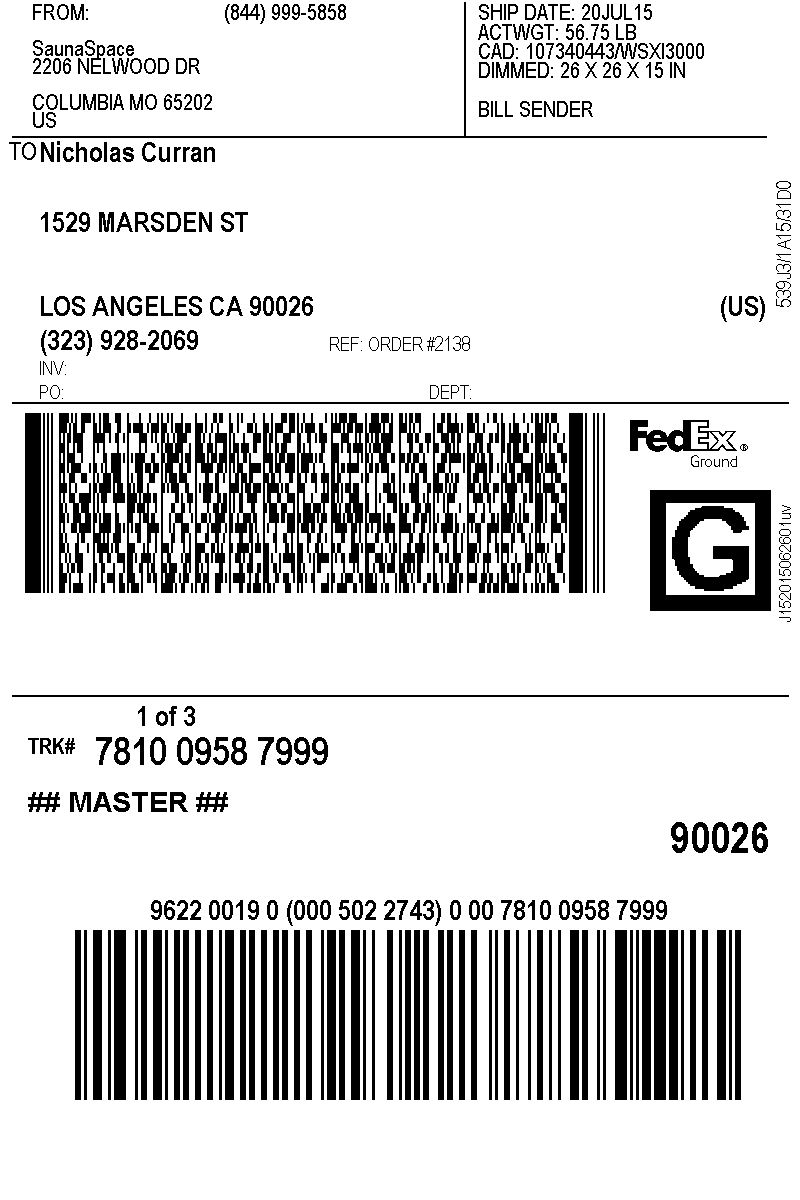 FROM: (844) 999-5858
SaunaSpace
2206 NELWOOD DR
COLUMBIA MO 65202
US
SHIP DATE: 20JUL15
ACTWGT: 56.75 LB
CAD: 107340443/WSXI3000
DIMMED: 26 X 26 X 15 IN
BILL SENDER
TO Nicholas Curran
1529 MARSDEN ST
LOS ANGELES CA 90026 (US)
(323) 928-2069 REF: ORDER #2138
INV:
PO: DEPT:
539J3/1A15/31D0
FedEx®
Ground
G
J152015062601uv
1 of 3
TRK# 7810 0958 7999
## MASTER ##
90026
9622 0019 0 (000 502 2743) 0 00 7810 0958 7999